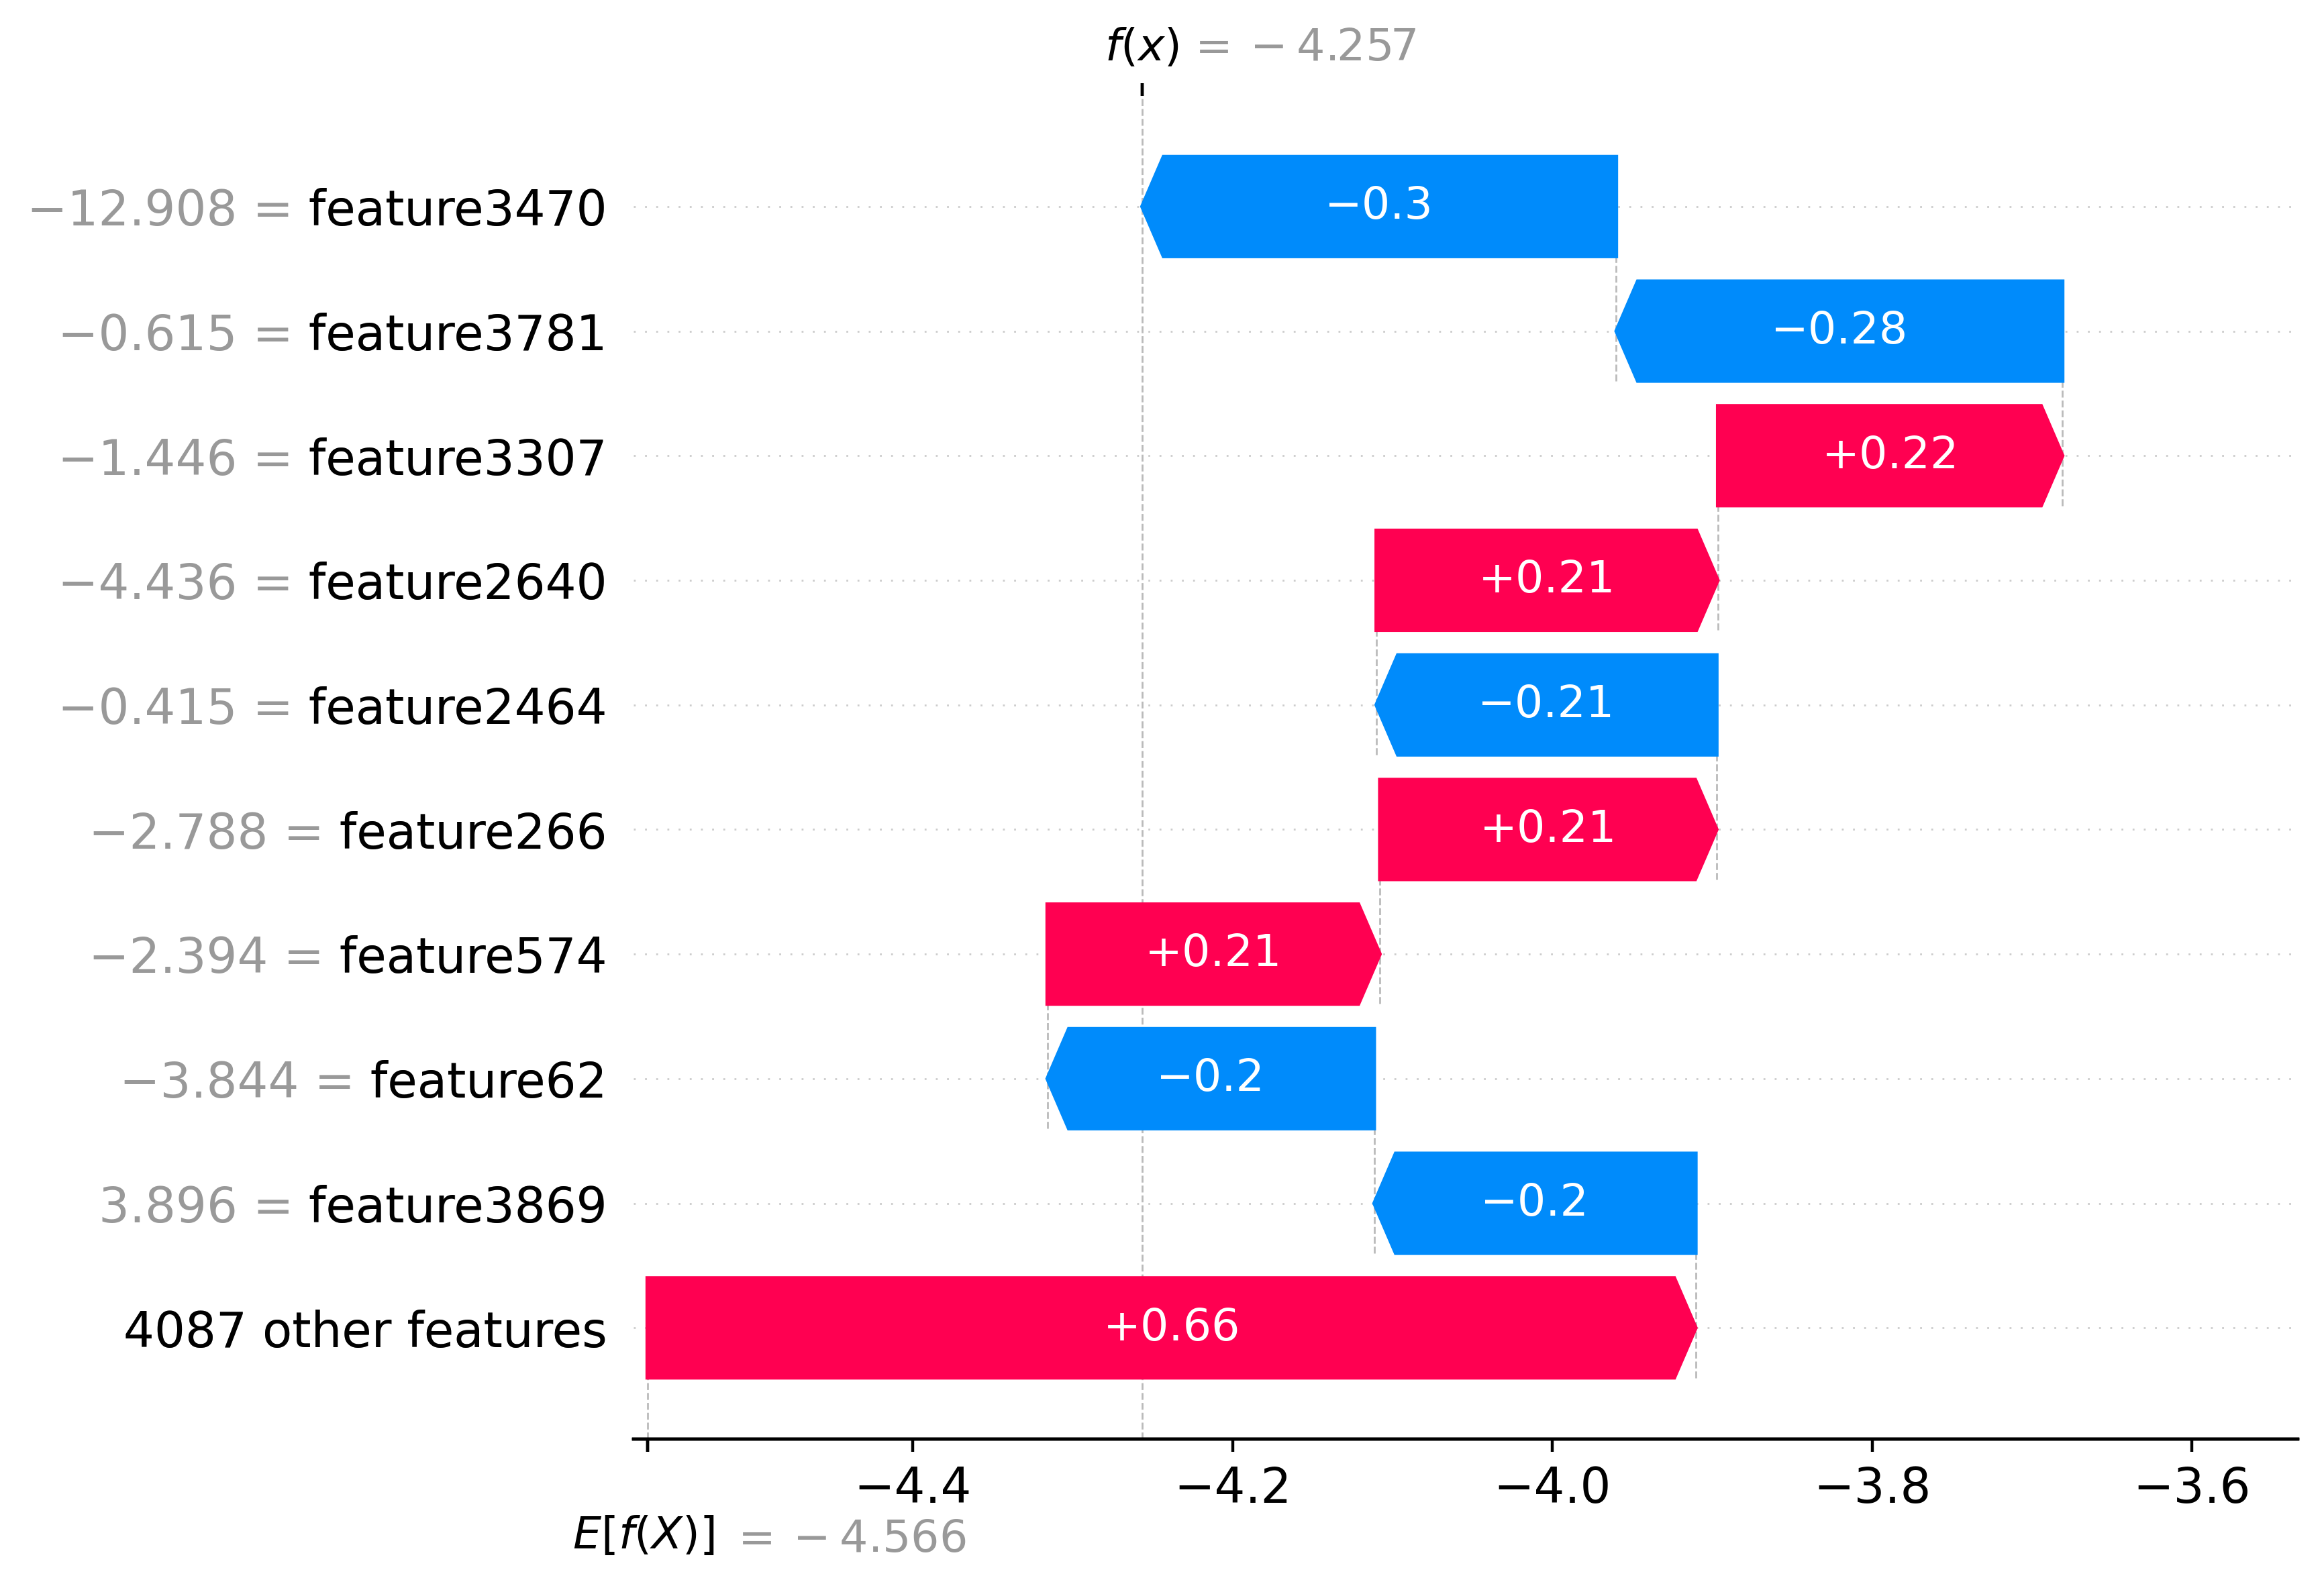 f(x) = −4.257
−12.908 = feature3470
−0.3
−0.615 = feature3781
−0.28
−1.446 = feature3307
+0.22
−4.436 = feature2640
+0.21
−0.415 = feature2464
−0.21
−2.788 = feature266
+0.21
−2.394 = feature574
+0.21
−3.844 = feature62
−0.2
3.896 = feature3869
−0.2
4087 other features
+0.66
−4.4 −4.2 −4.0 −3.8 −3.6
E[f(X)] = −4.566